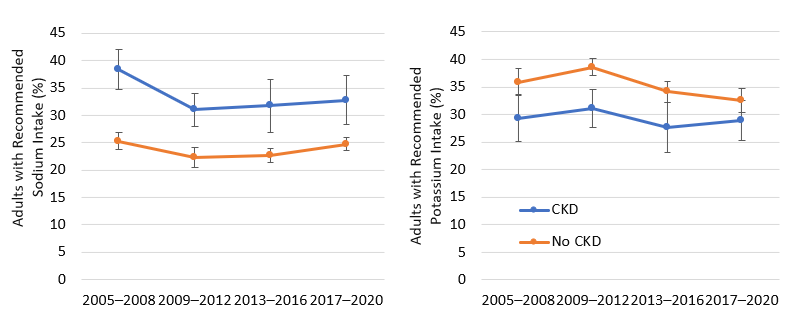 Adults with Recommended
Sodium Intake (%)
45
40
35
30
25
20
15
10
5
0
2005–2008 2009–2012 2013–2016 2017–2020
Adults with Recommended
Potassium Intake (%)
45
40
35
30
25
20
15
10
5
0
CKD
No CKD
2005–2008 2009–2012 2013–2016 2017–2020